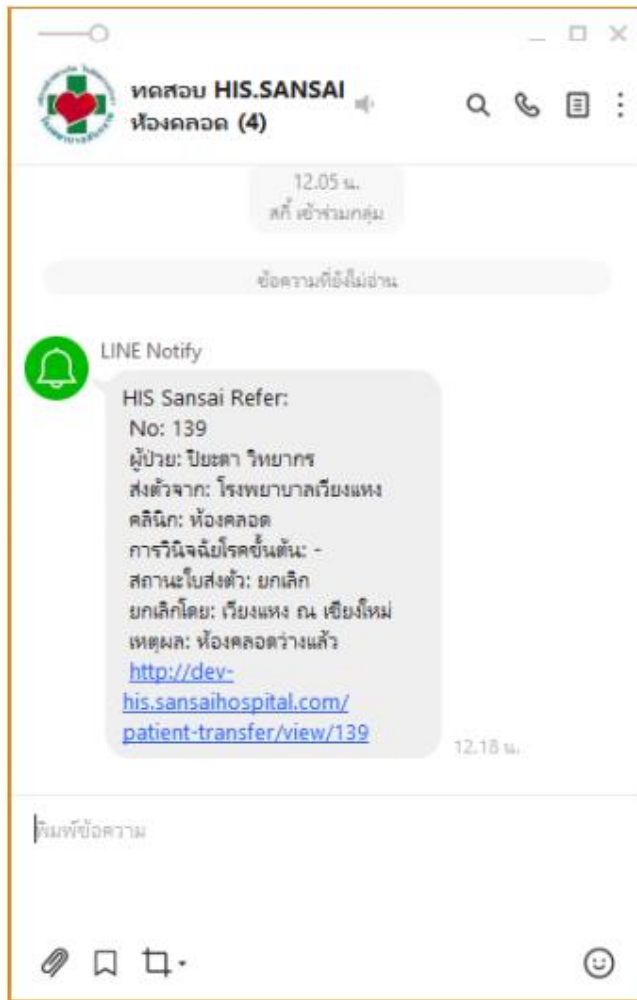 ทดสอบ HIS.SANSAI
ห้องคลอด (4)
12.05 น.
สกี้ เข้าร่วมกลุ่ม
ข้อความที่ยังไม่อ่าน
LINE Notify
HIS Sansai Refer:
No: 139
ผู้ป่วย: ปิยะตา วิทยากร
ส่งตัวจาก: โรงพยาบาลเวียงแหง
คลินิก: ห้องคลอด
การวินิจฉัยโรคขั้นต้น: -
สถานะใบส่งตัว: ยกเลิก
ยกเลิกโดย: เวียงแหง ณ เชียงใหม่
เหตุผล: ห้องคลอดว่างแล้ว
http://dev-
his.sansaihospital.com/
patient-transfer/view/139
12.18 น.
พิมพ์ข้อความ